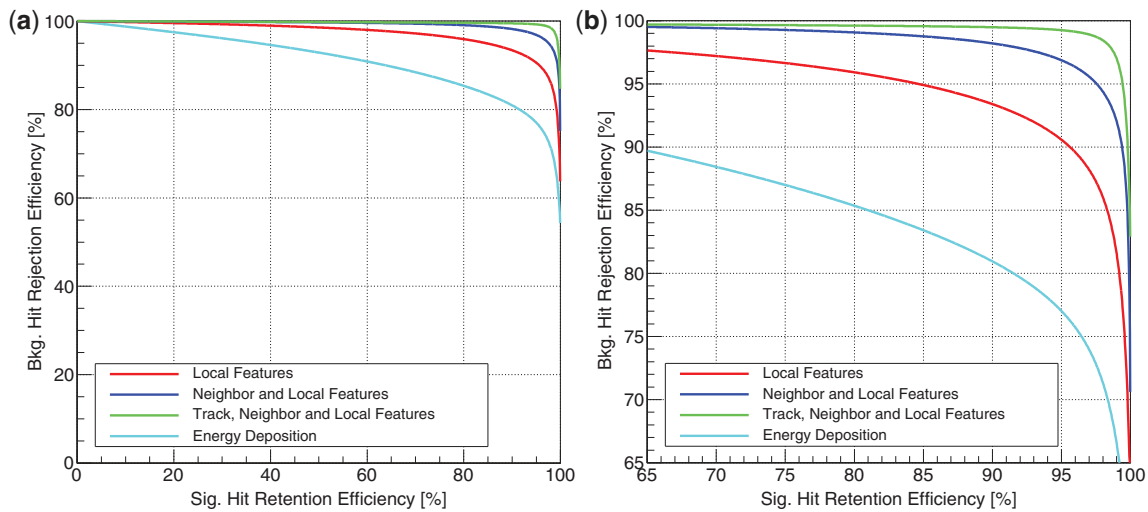 (a)
Bkg. Hit Rejection Efficiency [%]
100
80
60
40
20
0
Local Features
Neighbor and Local Features
Track, Neighbor and Local Features
Energy Deposition
0 20 40 60 80 100
Sig. Hit Retention Efficiency [%]
(b)
Bkg. Hit Rejection Efficiency [%]
100
95
90
85
80
75
70
65
Local Features
Neighbor and Local Features
Track, Neighbor and Local Features
Energy Deposition
65 70 75 80 85 90 95 100
Sig. Hit Retention Efficiency [%]